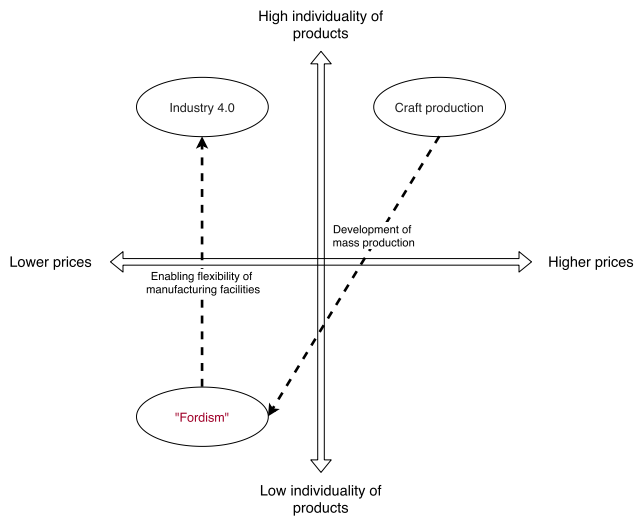 High individuality of
products
Industry 4.0
Craft production
Development of
mass production
Lower prices
Higher prices
Enabling flexibility of
manufacturing facilities
"Fordism"
Low individuality of
products